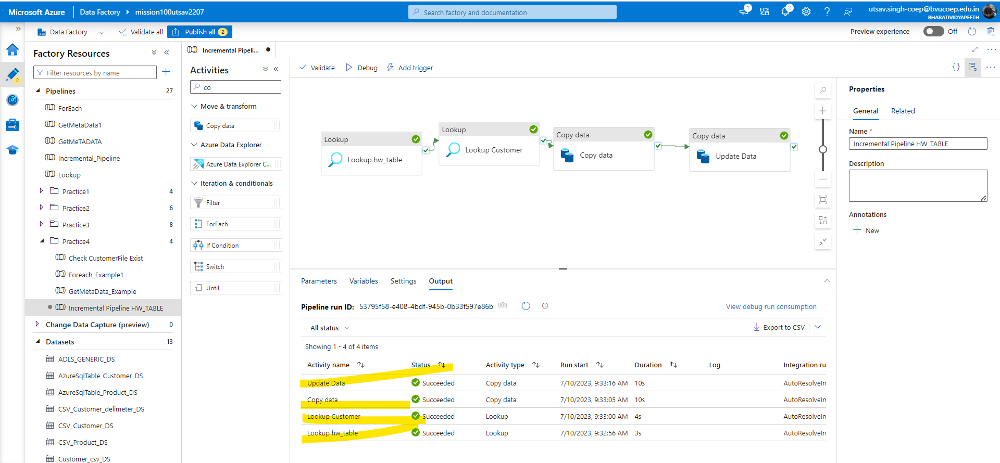 Microsoft Azure
Data Factory
mission100utsav2207
Search factory and documentation
1
2
utsav.singh-coep@bvucoep.edu.in
BHARATIVIDYAPEETH
Data Factory
Validate all
Publish all 2
Preview experience
Off
2
Factory Resources
Filter resources by name
Pipelines 27
ForEach
GetMetaData1
GetMeTADATA
Incremental_Pipeline
Lookup
Practice1 4
Practice2 6
Practice3 8
Practice4 4
Check CustomerFile Exist
Foreach_Example1
GetMetaData_Example
Incremental Pipeline HW_TABLE
Change Data Capture (preview) 0
Datasets 13
ADLS_GENERIC_DS
AzureSqlTable_Customer_DS
AzureSqlTable_Product_DS
CSV_Customer_delimeter_DS
CSV_Customer_DS
CSV_Product_DS
Customer_csv_DS
Incremental Pipeli...
Activities
co
Move & transform
Copy data
Azure Data Explorer
Azure Data Explorer C...
Iteration & conditionals
Filter
ForEach
If Condition
Switch
Until
Validate
Debug
Add trigger
Lookup
Lookup hw_table
Lookup
Lookup Customer
Copy data
Copy data
Copy data
Update Data
Parameters
Variables
Settings
Output
Pipeline run ID: 53795f58-e408-4bdf-945b-0b33f597e86b
View debug run consumption
All status
Export to CSV
Showing 1 - 4 of 4 items
Activity name Status Activity type Run start Duration Log Integration ru
Update Data Succeeded Copy data 7/10/2023, 9:33:16 AM 10s AutoResolveIn
Copy data Succeeded Copy data 7/10/2023, 9:33:05 AM 10s AutoResolveIn
Lookup Customer Succeeded Lookup 7/10/2023, 9:33:00 AM 4s AutoResolveIn
Lookup hw_table Succeeded Lookup 7/10/2023, 9:32:56 AM 3s AutoResolveIn
Properties
General
Related
Name *
Incremental Pipeline HW_TABLE
Description
Annotations
New